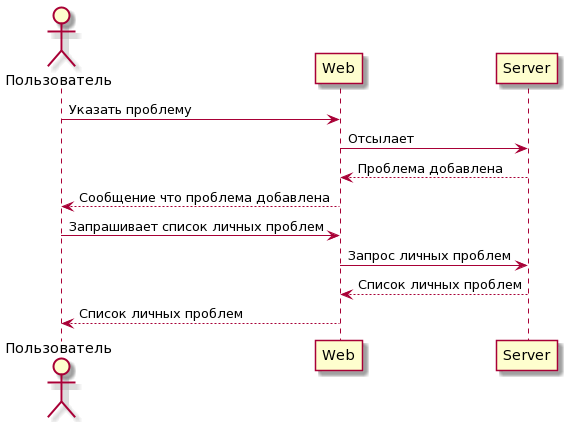 Пользователь
Web
Server
Указать проблему
Отсылает
Проблема добавлена
Сообщение что проблема добавлена
Запрашивает список личных проблем
Запрос личных проблем
Список личных проблем
Список личных проблем
Пользователь
Web
Server